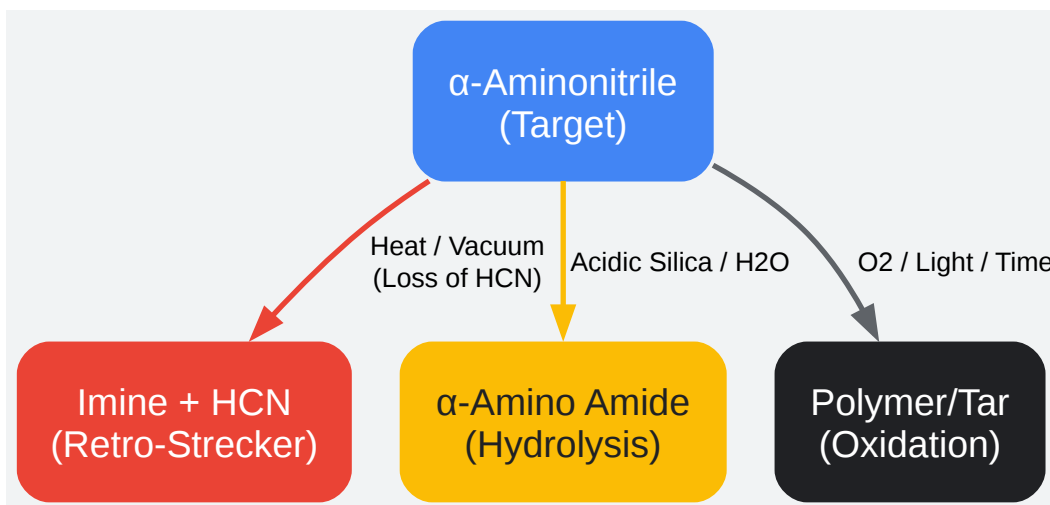 α-Aminonitrile
(Target)
Heat / Vacuum
(Loss of HCN)
Acidic Silica / H2O
O2 / Light / Time
Imine + HCN
(Retro-Strecker)
α-Amino Amide
(Hydrolysis)
Polymer/Tar
(Oxidation)